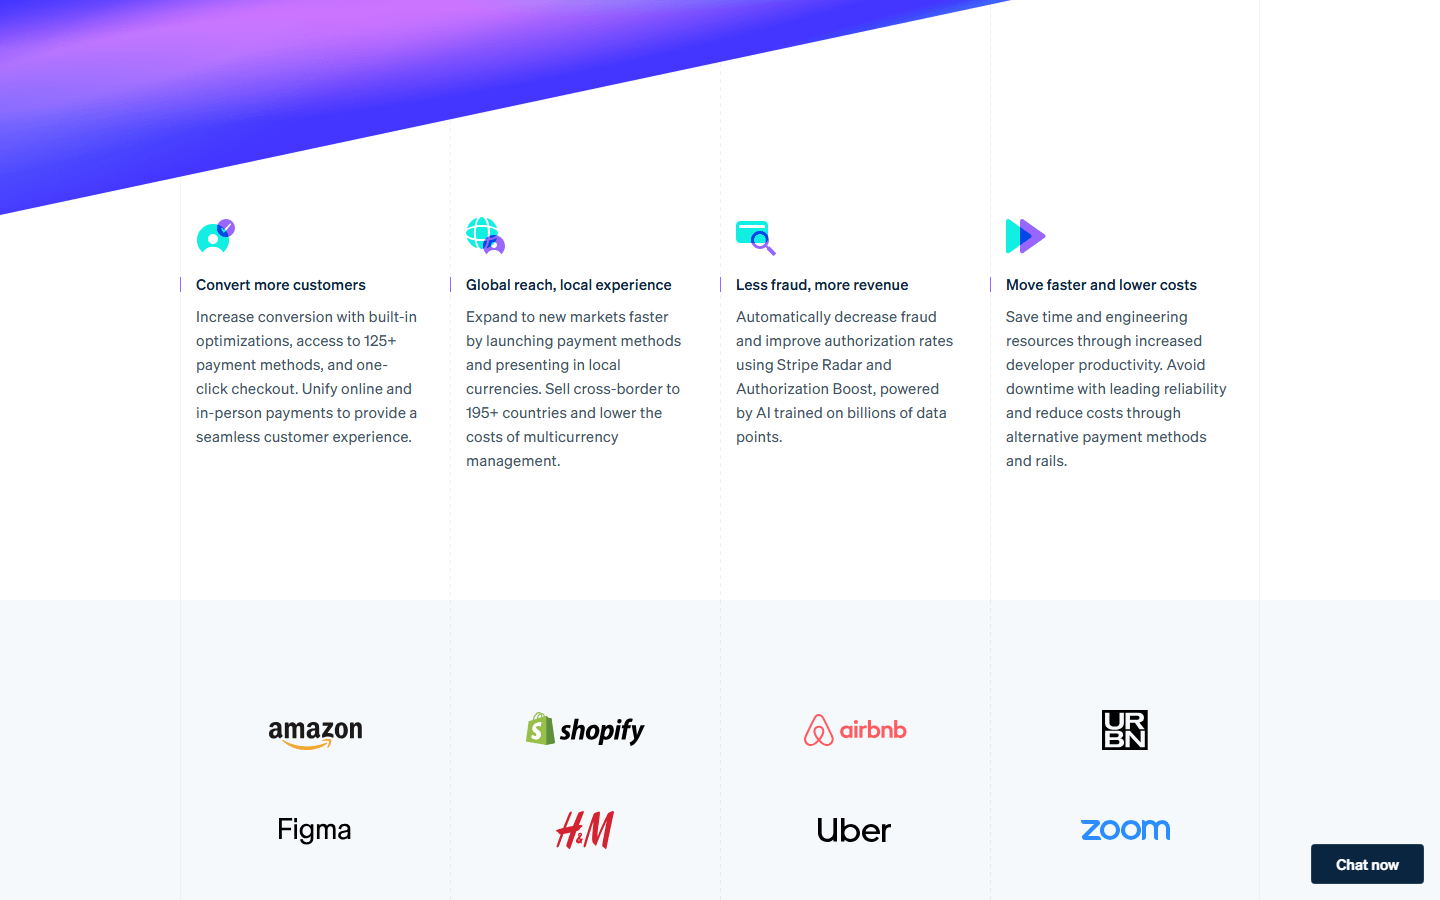 Convert more customers
Increase conversion with built-in
optimizations, access to 125+
payment methods, and one-
click checkout. Unify online and
in-person payments to provide a
seamless customer experience.
Global reach, local experience
Expand to new markets faster
by launching payment methods
and presenting in local
currencies. Sell cross-border to
195+ countries and lower the
costs of multicurrency
management.
Less fraud, more revenue
Automatically decrease fraud
and improve authorization rates
using Stripe Radar and
Authorization Boost, powered
by AI trained on billions of data
points.
Move faster and lower costs
Save time and engineering
resources through increased
developer productivity. Avoid
downtime with leading reliability
and reduce costs through
alternative payment methods
and rails.
amazon
shopify
airbnb
UR
BN
Figma
H&M
Uber
zoom
Chat now